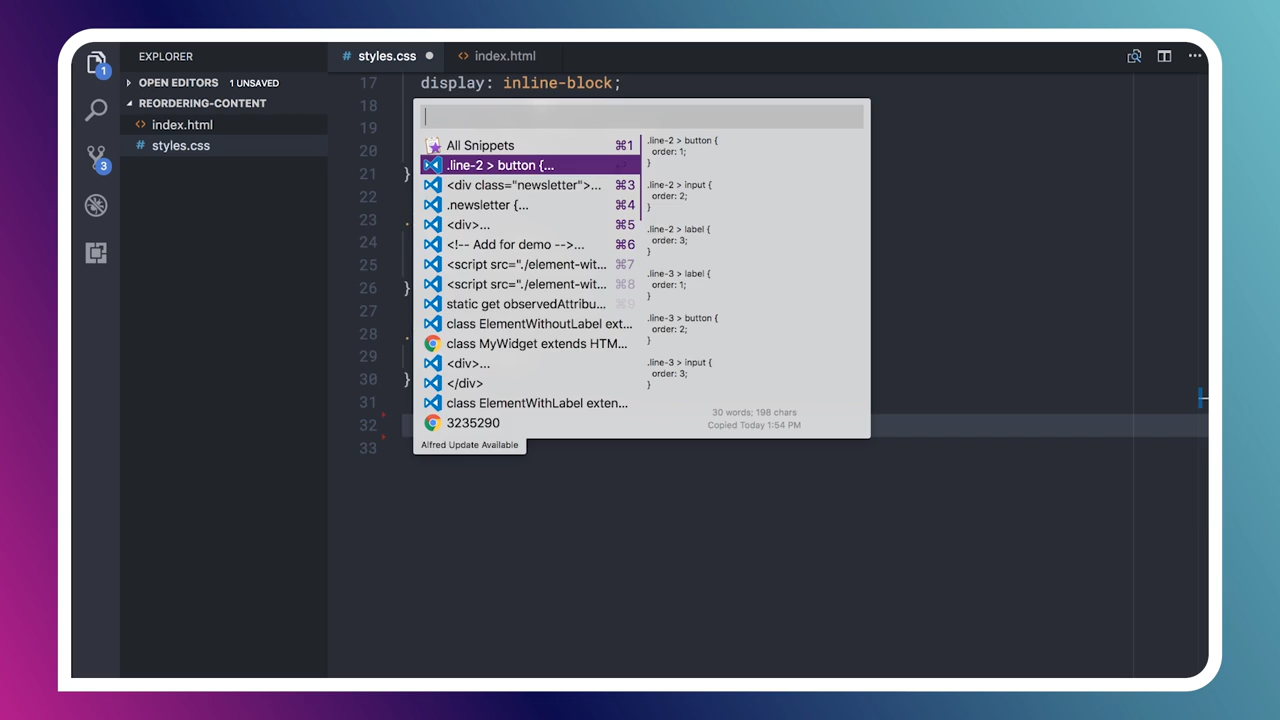 EXPLORER
# styles.css
<> index.html
OPEN EDITORS 1 UNSAVED
REORDERING-CONTENT
<> index.html
# styles.css
1
3
17 display: inline-block;
18
19
20
21 }
22
23 .
24
25
26 }
27
28 .
29
30 }
31
32
33
All Snippets ⌘1
.line-2 > button {...
<div class="newsletter">... ⌘3
.newsletter {... ⌘4
<div>... ⌘5
<!-- Add for demo -->... ⌘6
<script src="./element-wit... ⌘7
<script src="./element-wit... ⌘8
static get observedAttribu... ⌘9
class ElementWithoutLabel ext...
class MyWidget extends HTM...
<div>...
</div>
class ElementWithLabel exten...
3235290
.line-2 > button {
order: 1;
}
.line-2 > input {
order: 2;
}
.line-2 > label {
order: 3;
}
.line-3 > label {
order: 1;
}
.line-3 > button {
order: 2;
}
.line-3 > input {
order: 3;
}
30 words; 198 chars
Copied Today 1:54 PM
Alfred Update Available